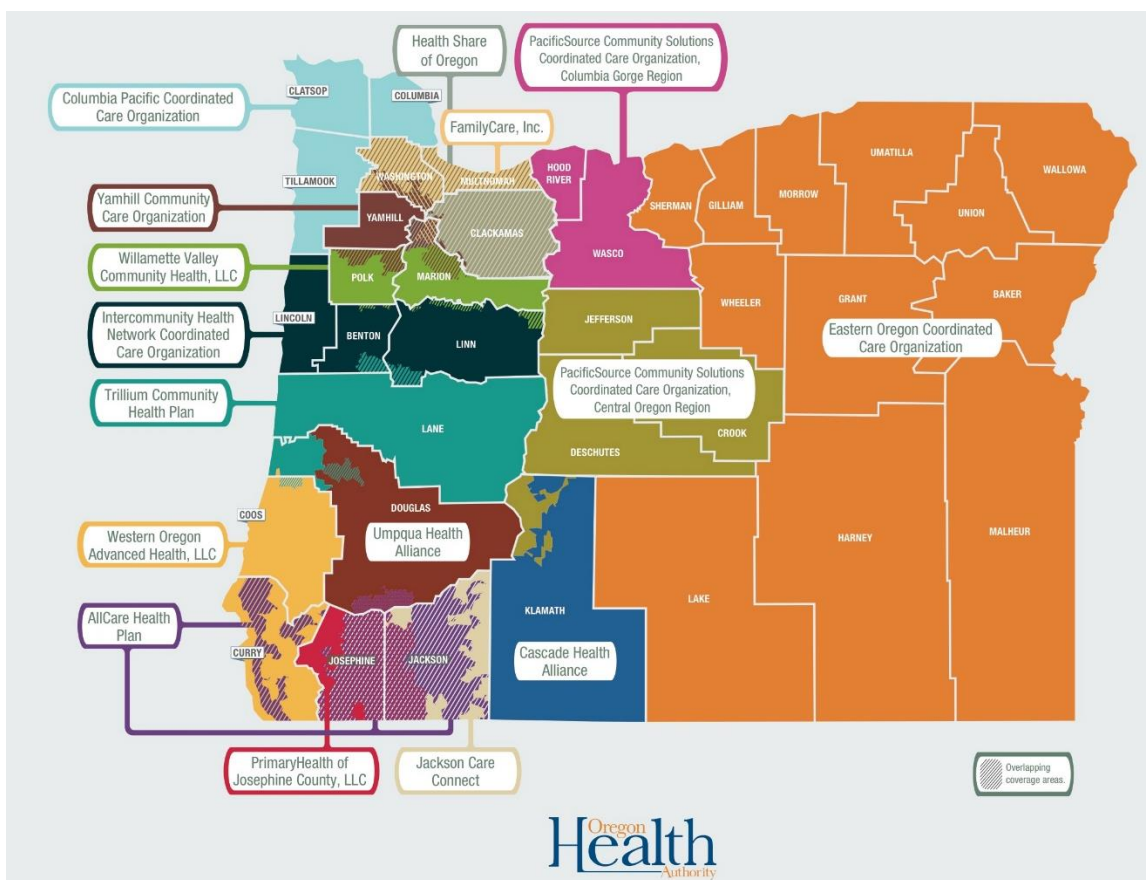 Health Share
of Oregon
PacificSource Community Solutions
Coordinated Care Organization,
Columbia Gorge Region
CLATSOP
COLUMBIA
Columbia Pacific Coordinated
Care Organization
FamilyCare, Inc.
TILLAMOOK
WASHINGTON
MULTNOMAH
HOOD
RIVER
UMATILLA
WALLOWA
MORROW
UNION
SHERMAN
GILLIAM
Yamhill Community
Care Organization
YAMHILL
CLACKAMAS
WASCO
Willamette Valley
Community Health, LLC
POLK
MARION
WHEELER
GRANT
BAKER
Intercommunity Health
Network Coordinated
Care Organization
LINCOLN
BENTON
LINN
JEFFERSON
Eastern Oregon Coordinated
Care Organization
PacificSource Community Solutions
Coordinated Care Organization,
Central Oregon Region
Trillium Community
Health Plan
LANE
CROOK
DESCHUTES
DOUGLAS
COOS
Umpqua Health
Alliance
Western Oregon
Advanced Health, LLC
HARNEY
MALHEUR
LAKE
KLAMATH
AllCare Health
Plan
CURRY
JOSEPHINE
JACKSON
Cascade Health
Alliance
PrimaryHealth of
Josephine County, LLC
Jackson Care
Connect
Overlapping
coverage areas.
Oregon
Health
Authority